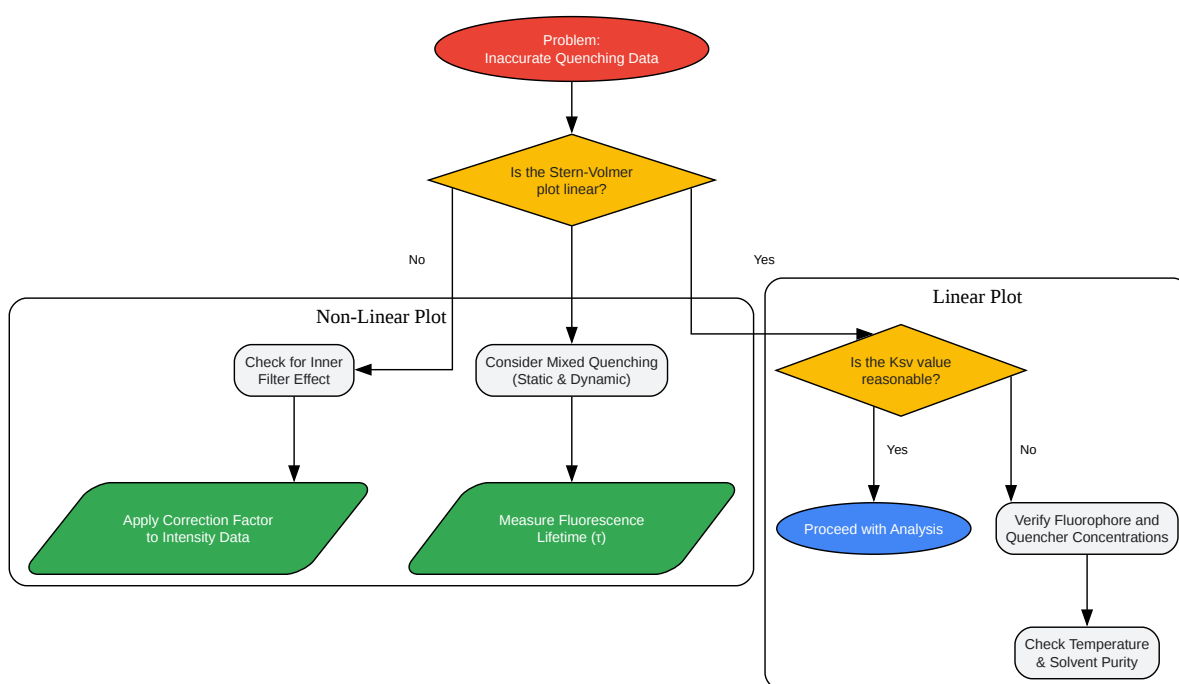 Problem:
Inaccurate Quenching Data
Is the Stern-Volmer
plot linear?
No
Yes
Non-Linear Plot
Linear Plot
Check for Inner
Filter Effect
Consider Mixed Quenching
(Static & Dynamic)
Is the Ksv value
reasonable?
Yes
No
Apply Correction Factor
to Intensity Data
Measure Fluorescence
Lifetime (τ)
Proceed with Analysis
Verify Fluorophore and
Quencher Concentrations
Check Temperature
& Solvent Purity